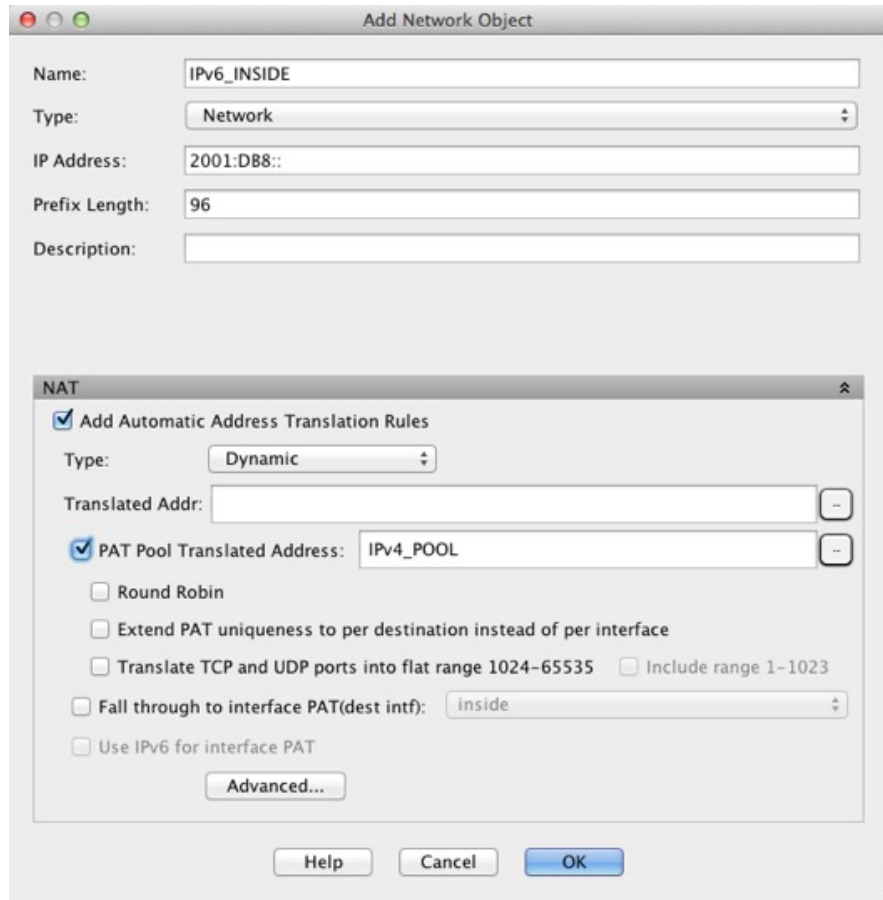 Add Network Object
Name: IPv6_INSIDE
Type: Network
IP Address: 2001:DB8::
Prefix Length: 96
Description:
NAT
Add Automatic Address Translation Rules
Type: Dynamic
Translated Addr: ...
PAT Pool Translated Address: IPv4_POOL ...
Round Robin
Extend PAT uniqueness to per destination instead of per interface
Translate TCP and UDP ports into flat range 1024-65535 Include range 1-1023
Fall through to interface PAT(dest intf): inside
Use IPv6 for interface PAT
Advanced...
Help Cancel OK